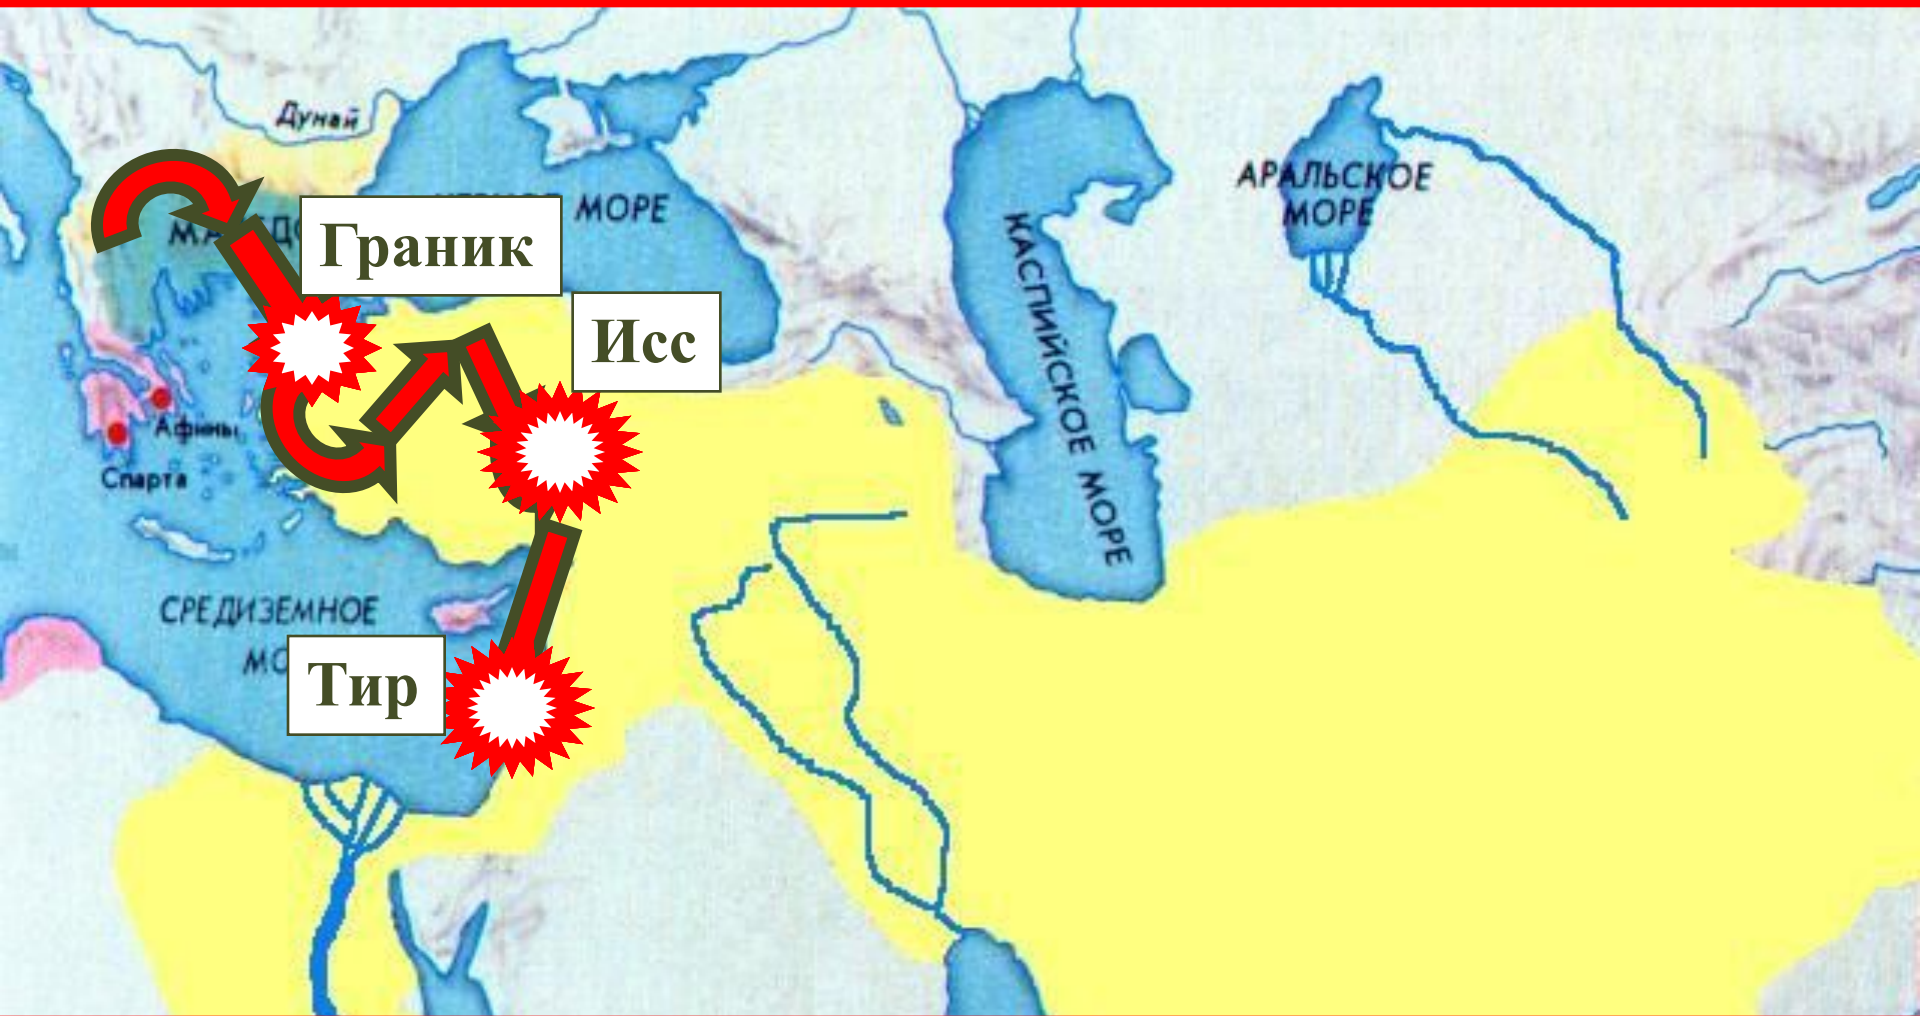 Дунай
МОРЕ
Граник
Исс
АРАЛЬСКОЕ
МОРЕ
КАСПИЙСКОЕ МОРЕ
Афины
Спарта
СРЕДИЗЕМНОЕ
Тир